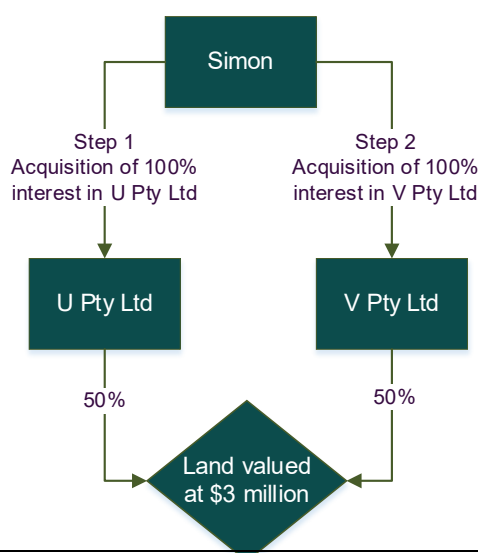 Simon
Step 1
Acquisition of 100%
interest in U Pty Ltd
Step 2
Acquisition of 100%
interest in V Pty Ltd
U Pty Ltd
V Pty Ltd
50%
50%
Land valued
at $3 million